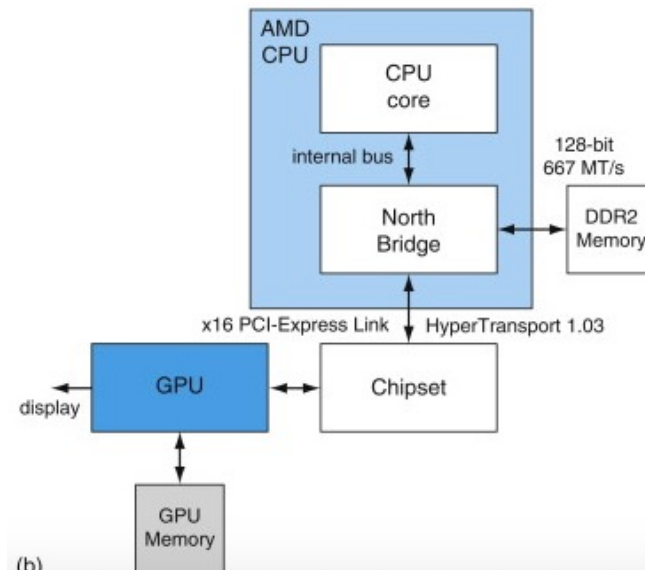 AMD
CPU
CPU
core
internal bus
128-bit
667 MT/s
North
Bridge
DDR2
Memory
x16 PCI-Express Link
HyperTransport 1.03
GPU
Chipset
display
GPU
Memory
(b)